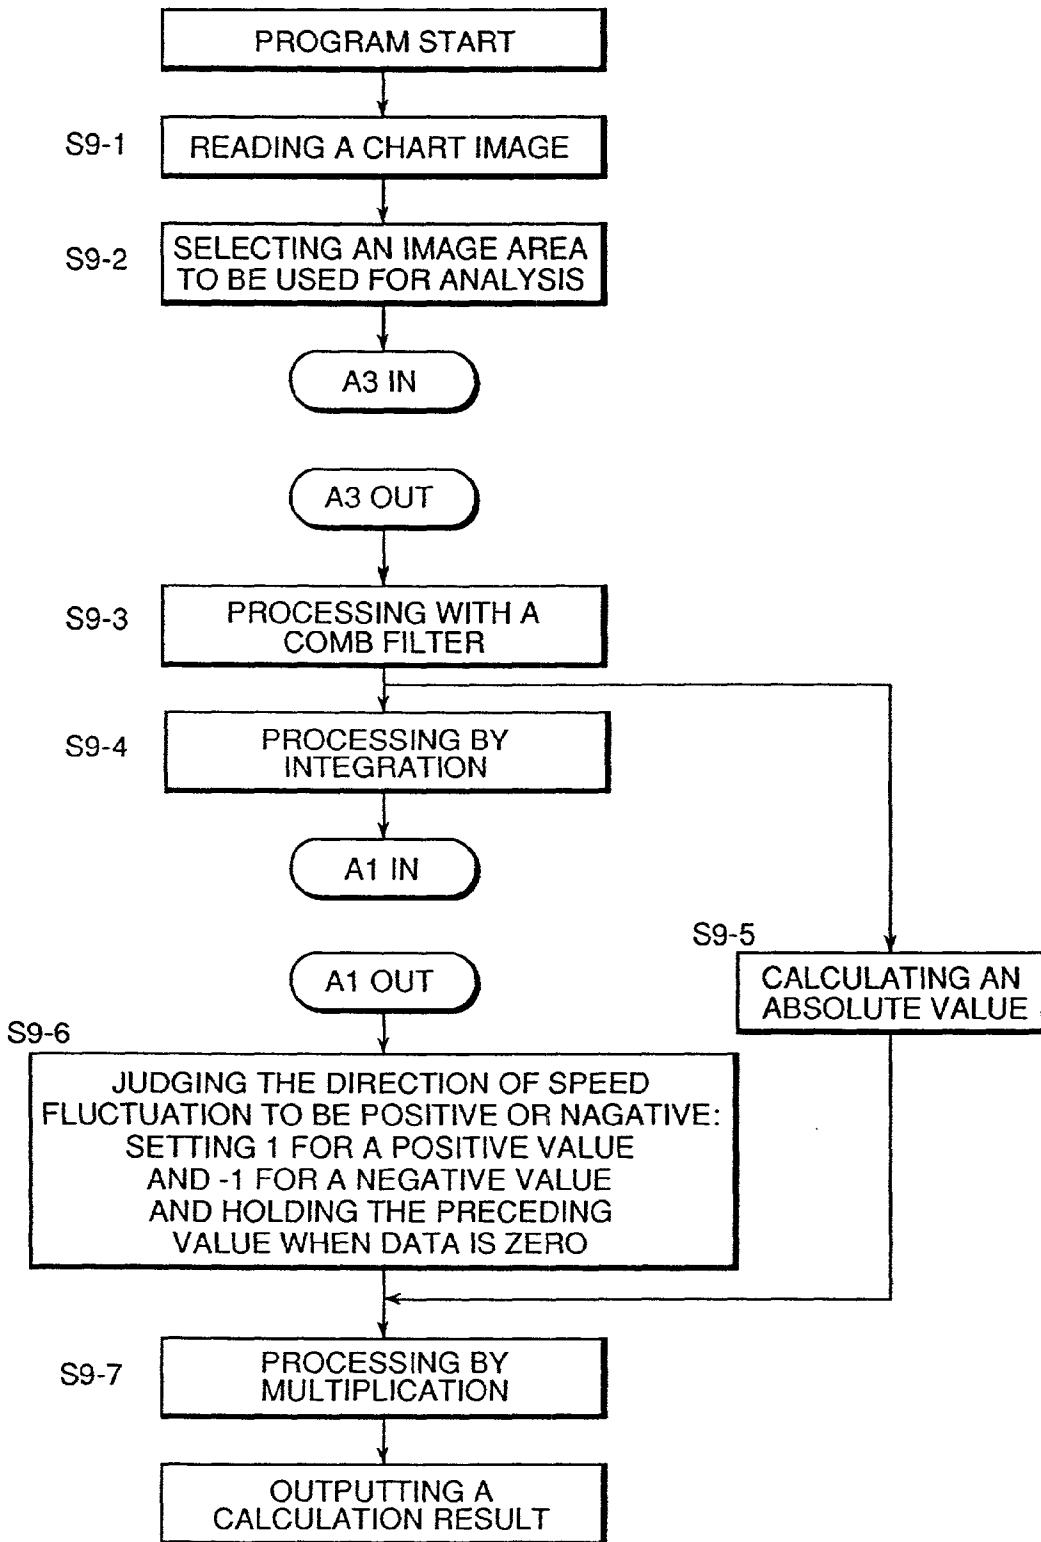 PROGRAM START
S9-1
READING A CHART IMAGE
S9-2
SELECTING AN IMAGE AREA
TO BE USED FOR ANALYSIS
A3 IN
A3 OUT
S9-3
PROCESSING WITH A
COMB FILTER
S9-4
PROCESSING BY
INTEGRATION
A1 IN
S9-5
CALCULATING AN
ABSOLUTE VALUE
A1 OUT
S9-6
JUDGING THE DIRECTION OF SPEED
FLUCTUATION TO BE POSITIVE OR NAGATIVE:
SETTING 1 FOR A POSITIVE VALUE
AND -1 FOR A NEGATIVE VALUE
AND HOLDING THE PRECEDING
VALUE WHEN DATA IS ZERO
S9-7
PROCESSING BY
MULTIPLICATION
OUTPUTTING A
CALCULATION RESULT